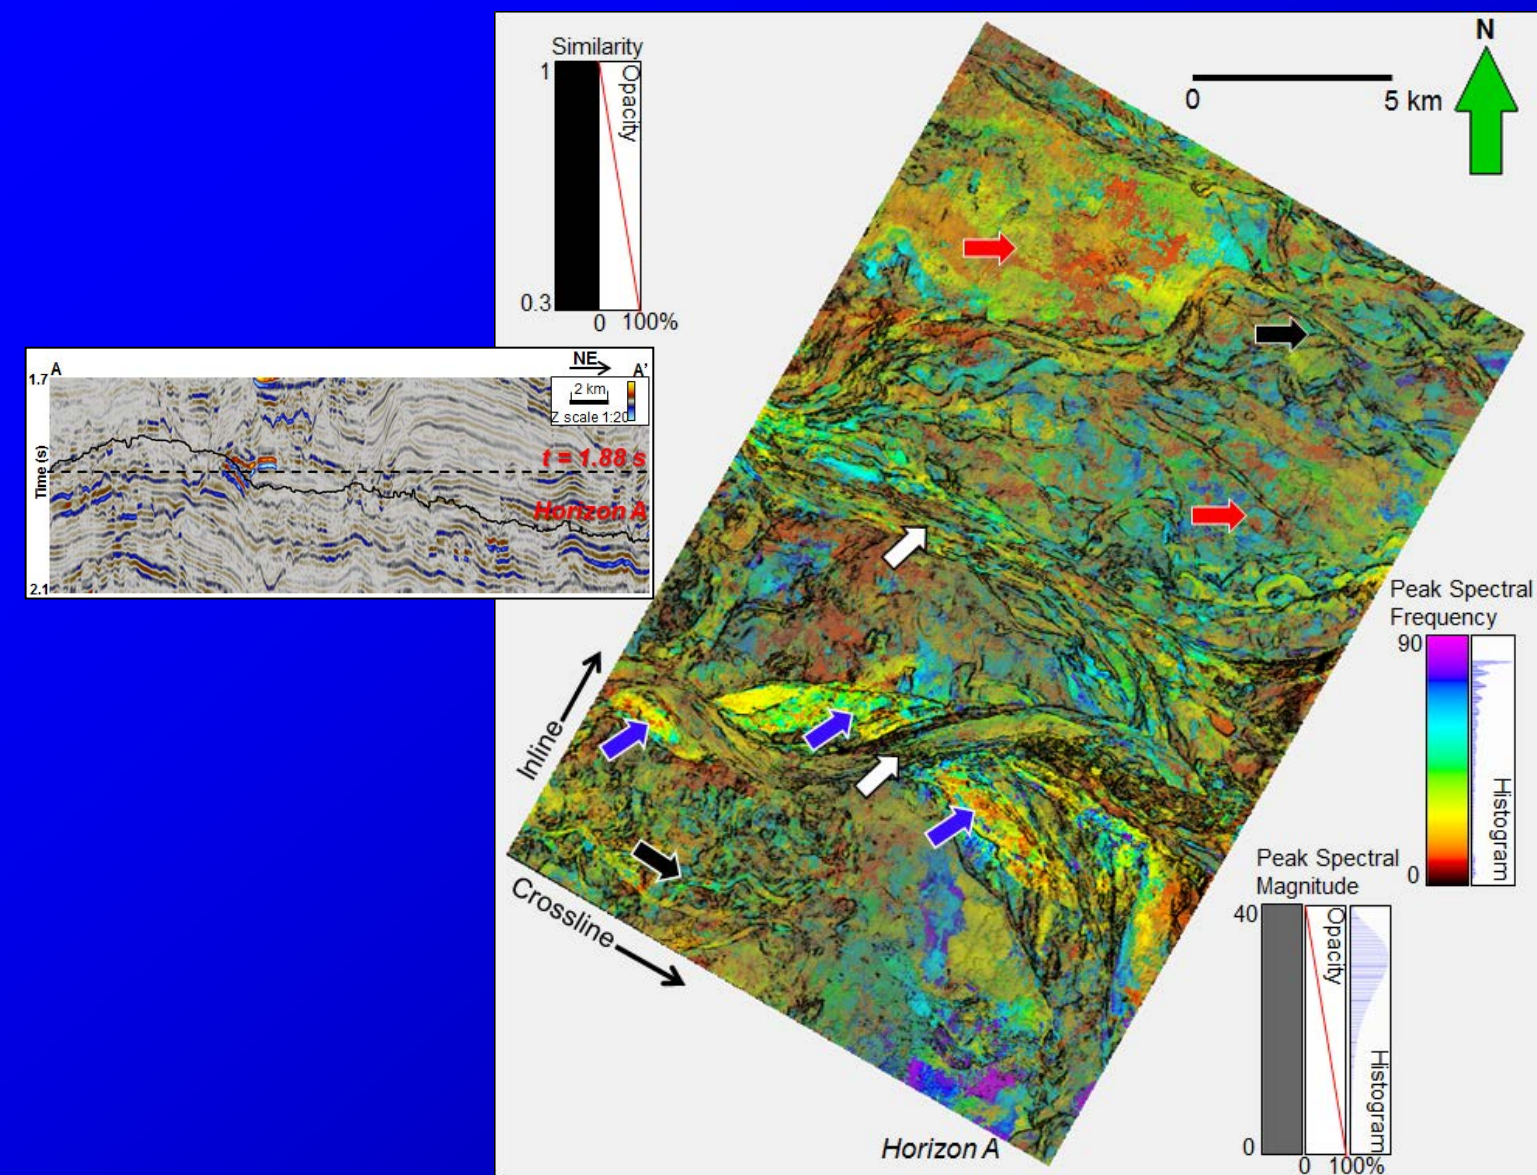 Similarity
1
Opacity
0.3
0 100%
N
0 5 km
A
NE
A'
1.7
2 km
Z scale 1:20
Time (s)
t = 1.88 s
Horizon A
2.1
Inline
Crossline
Peak Spectral
Frequency
90
Histogram
0
Peak Spectral
Magnitude
40
Opacity
Histogram
0
0 100%
Horizon A